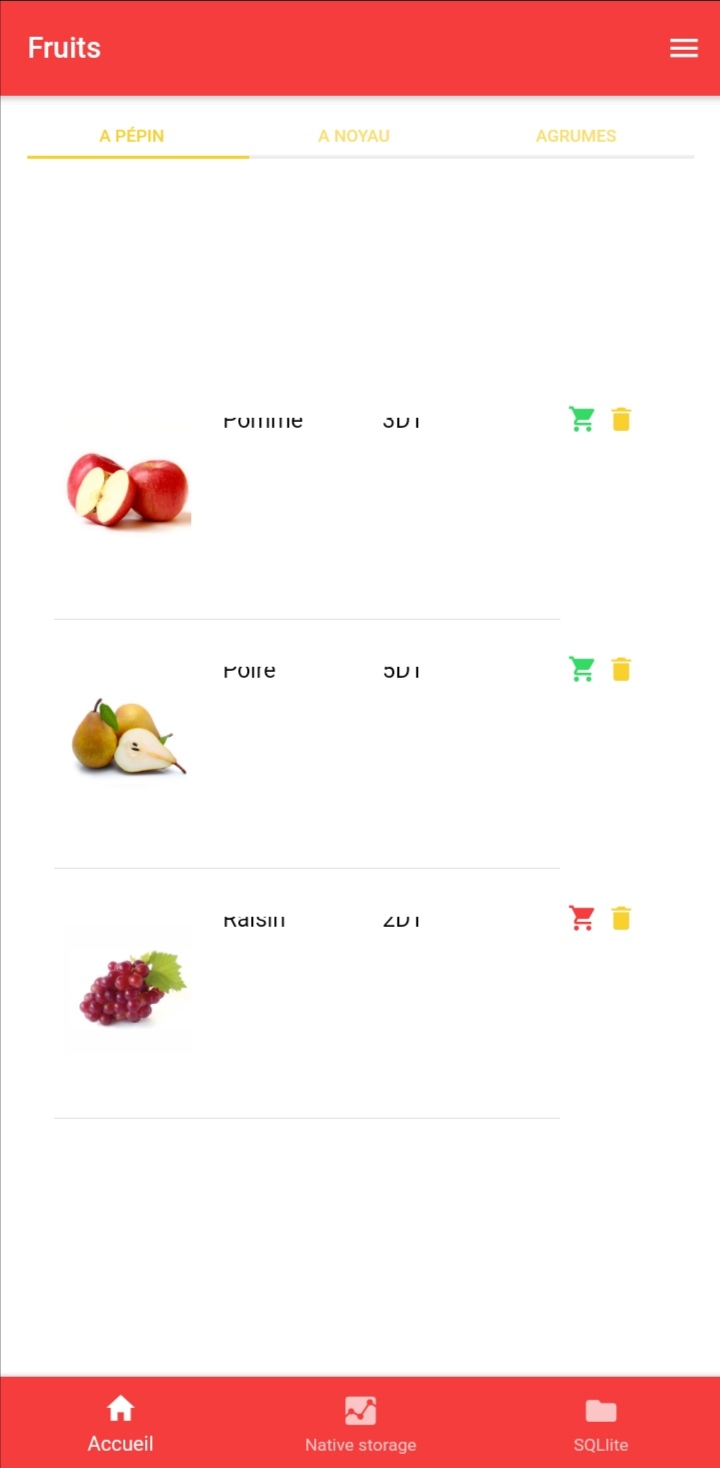 Fruits
A PÉPIN A NOYAU AGRUMES
Pomme 3DT
Poire 5DT
Raisin 2DT
Accueil Native storage SQLlite